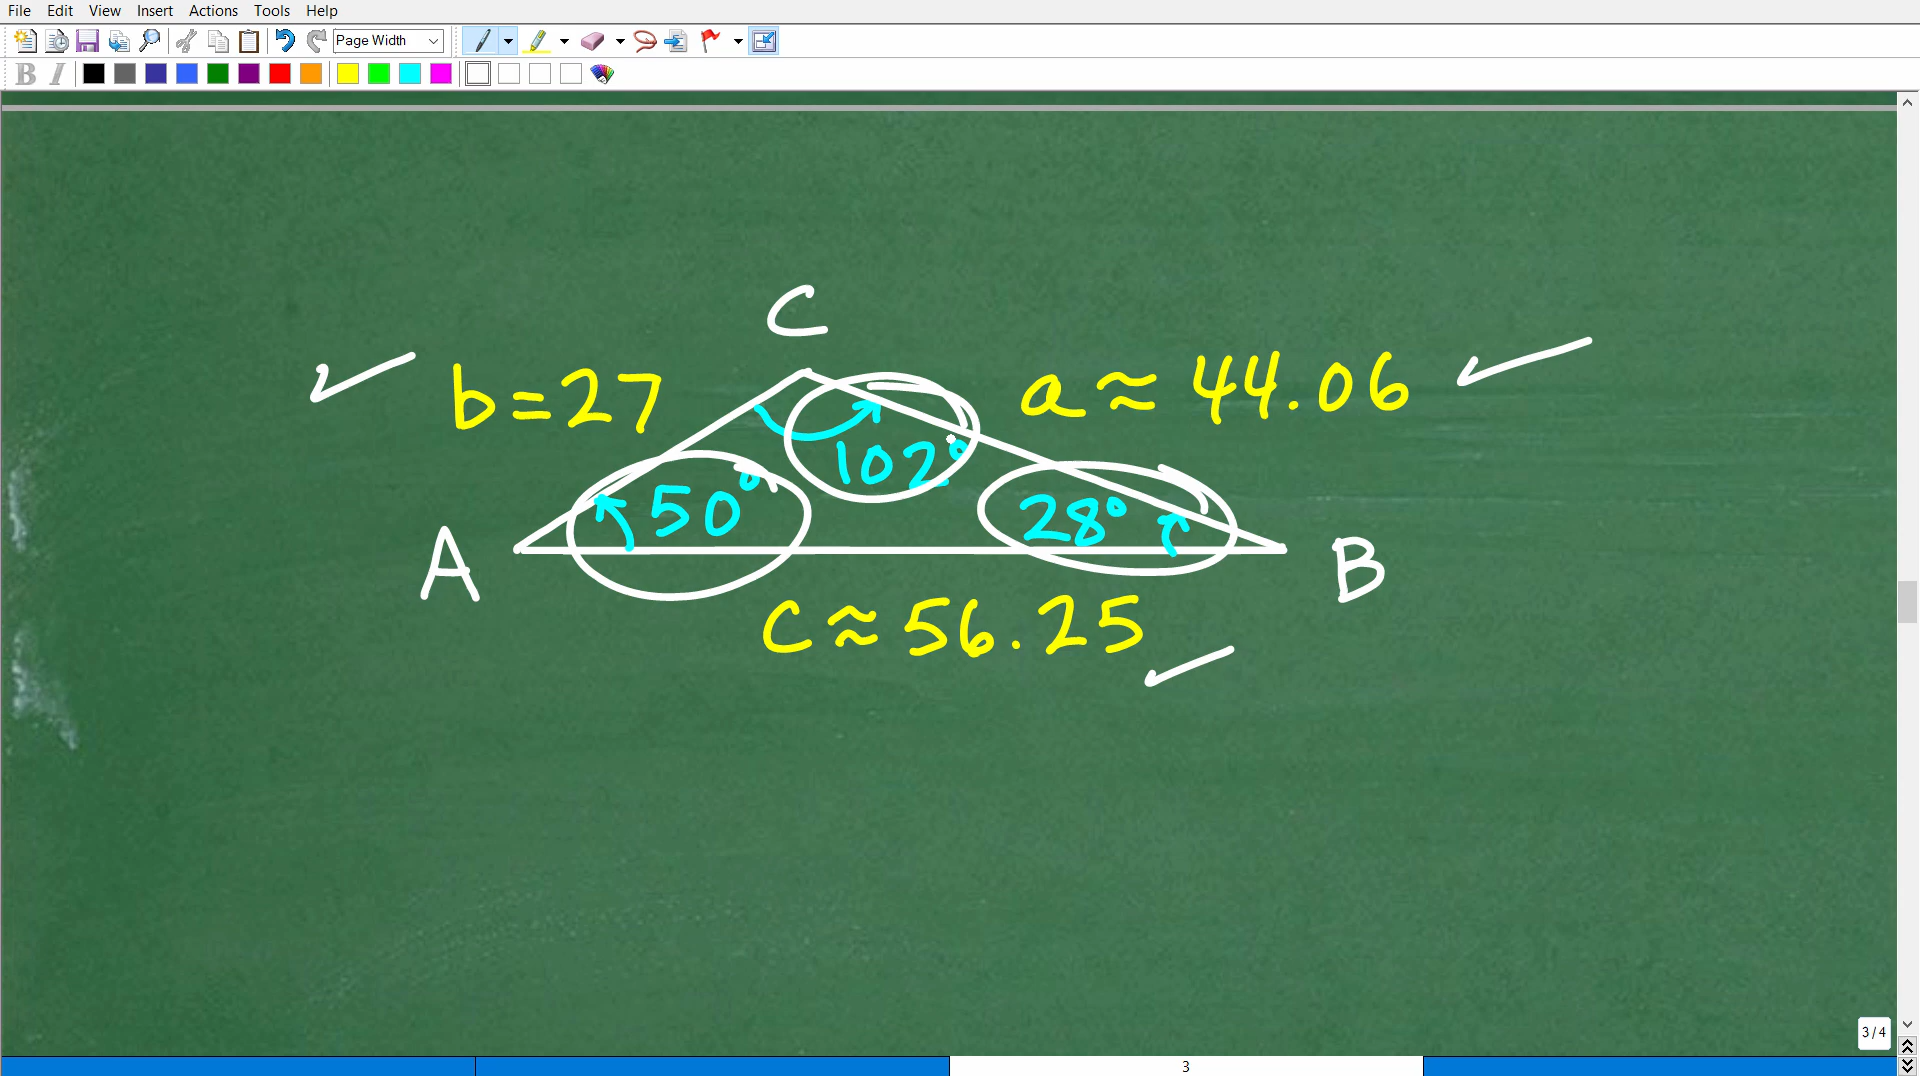 File Edit View Insert Actions Tools Help
Page Width
B I
C
b=27
a≈44.06
102°
50°
28°
A
B
c≈56.25
3/4
3